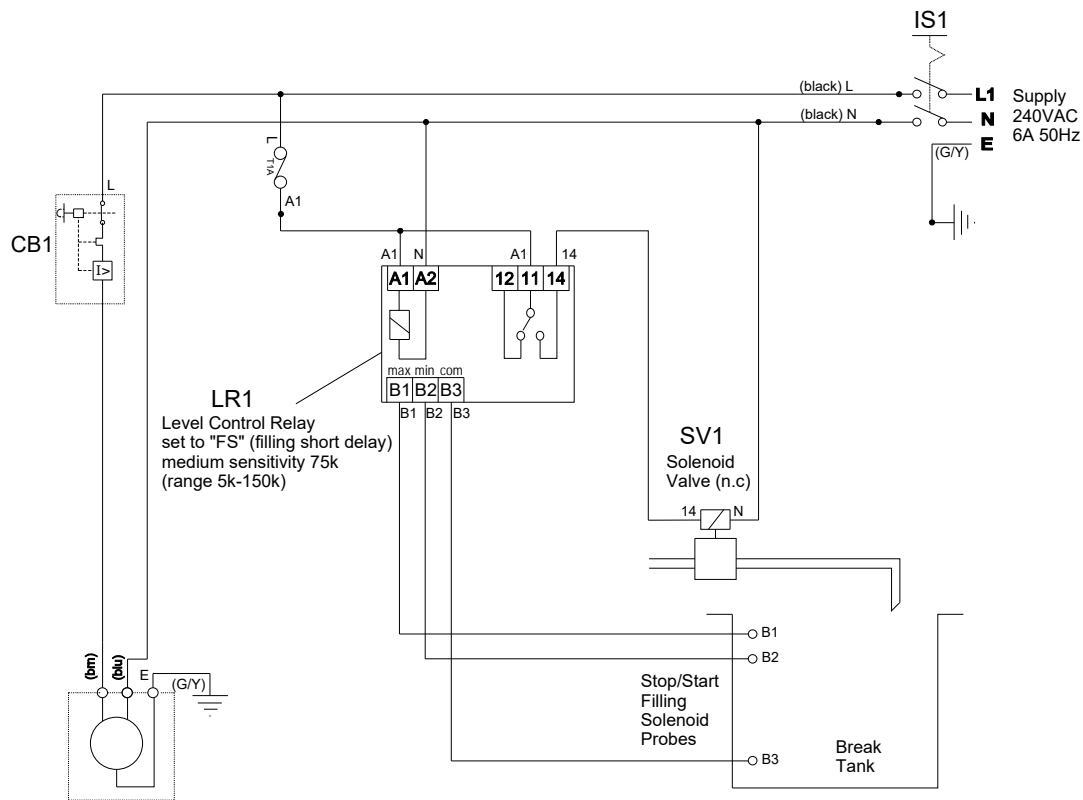 IS1
(black) L
L1
Supply
240VAC
6A 50Hz
(black) N
N
E
(G/Y)
L
T1A
A1
L
CB1
I>
A1
N
A1
14
A1
A2
12
11
14
max min com
B1
B2
B3
B1
B2
B3
LR1
Level Control Relay
set to "FS" (filling short delay)
medium sensitivity 75k
(range 5k-150k)
SV1
Solenoid
Valve (n.c)
14
N
B1
B2
B3
Stop/Start
Filling
Solenoid
Probes
Break
Tank
(brn)
(blu)
E
(G/Y)